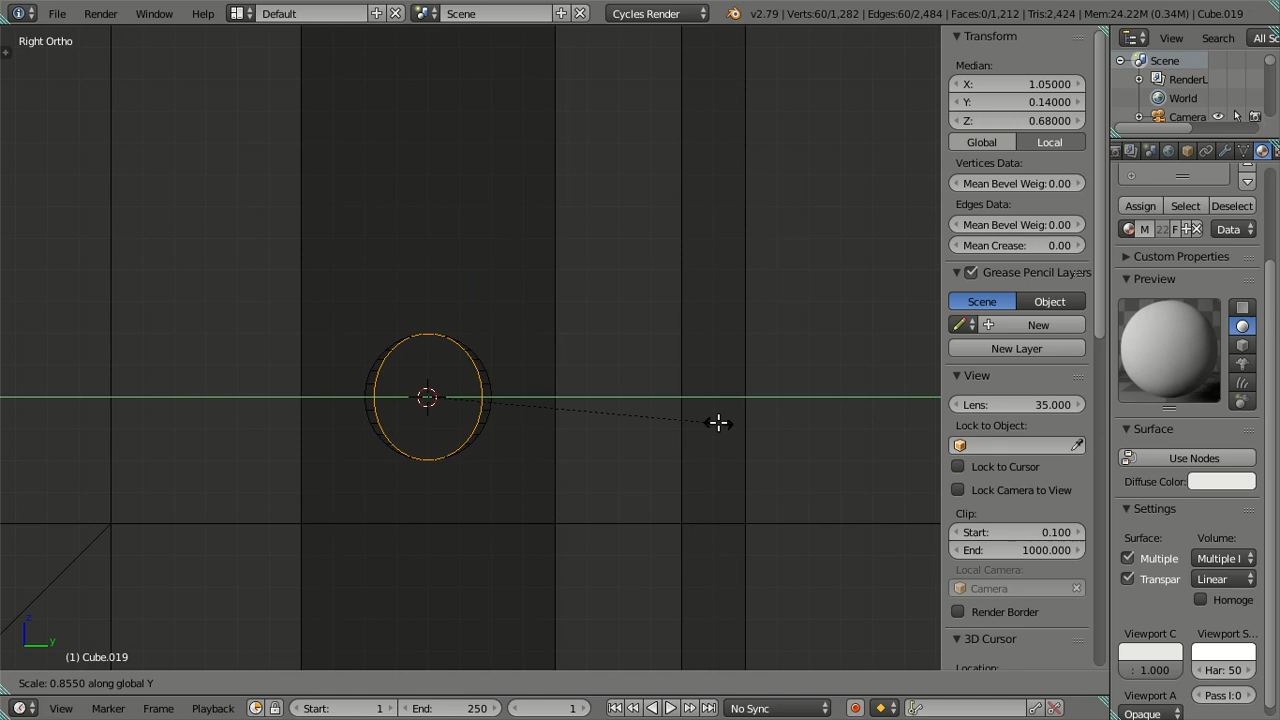 File Render Window Help Default Scene Cycles Render v2.79 | Verts:60/1,282 | Edges:60/2,484 | Faces:0/1,212 | Tris:2,424 | Mem:24.22M (0.34M) | Cube.019
Right Ortho
Transform
Median:
X: 1.05000
Y: 0.14000
Z: 0.68000
Global Local
Vertices Data:
Mean Bevel Weig: 0.00
Edges Data:
Mean Bevel Weig: 0.00
Mean Crease: 0.00
Grease Pencil Layers
Scene Object
New
New Layer
View
Lens: 35.000
Lock to Object:
Lock to Cursor
Lock Camera to View
Clip:
Start: 0.100
End: 1000.000
Local Camera:
Camera
Render Border
3D Cursor
Location:
View Search All Sc
Scene
RenderL
World
Camera
Assign Select Deselect
M 22 F Data
Custom Properties
Preview
Surface
Use Nodes
Diffuse Color:
Settings
Surface: Volume:
Multiple Multiple I
Transpar Linear
Homoge
Viewport C Viewport S...
: 1.000 Har: 50
Viewport A Pass I: 0
Opaque
z
y
(1) Cube.019
Scale: 0.8550 along global Y
View Marker Frame Playback Start: 1 End: 250 1 No Sync